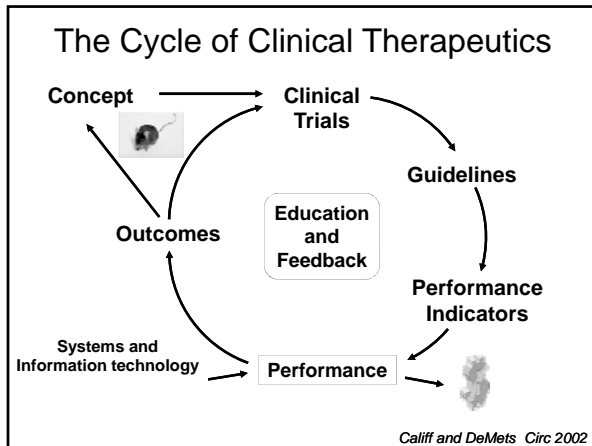 The Cycle of Clinical Therapeutics
Concept
Clinical
Trials
Guidelines
Outcomes
Education
and
Feedback
Performance
Indicators
Systems and
Information technology
Performance
Califf and DeMets Circ 2002